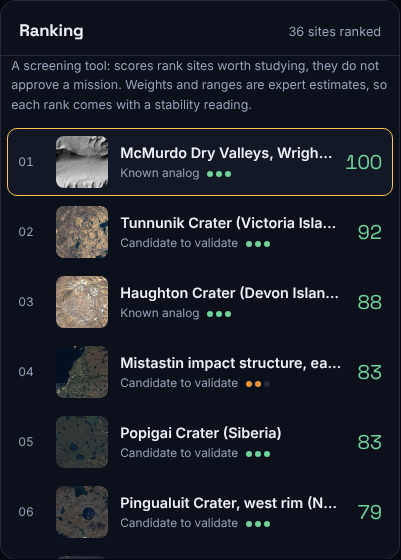 Ranking
36 sites ranked
A screening tool: scores rank sites worth studying, they do not
approve a mission. Weights and ranges are expert estimates, so
each rank comes with a stability reading.
01
McMurdo Dry Valleys, Wrigh...
Known analog
100
02
Tunnunik Crater (Victoria Isla...
Candidate to validate
92
03
Haughton Crater (Devon Islan...
Known analog
88
04
Mistastin impact structure, ea...
Candidate to validate
83
05
Popigai Crater (Siberia)
Candidate to validate
83
06
Pingualuit Crater, west rim (N...
Candidate to validate
79